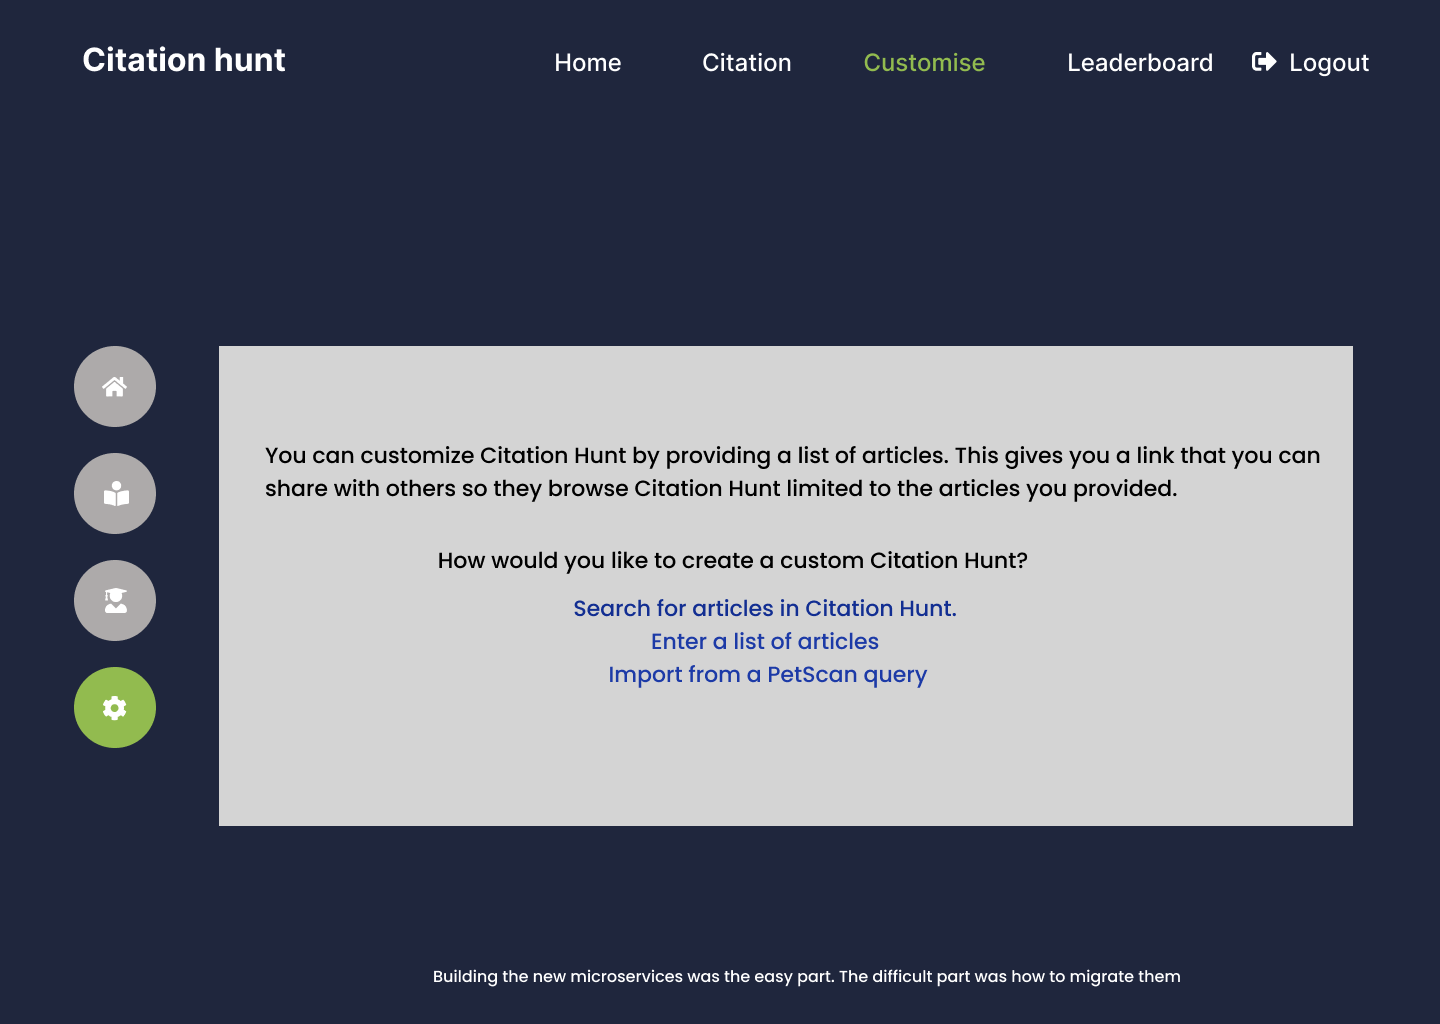 Citation hunt
Home
Citation
Customise
Leaderboard
Logout
You can customize Citation Hunt by providing a list of articles. This gives you a link that you can
share with others so they browse Citation Hunt limited to the articles you provided.
How would you like to create a custom Citation Hunt?
Search for articles in Citation Hunt.
Enter a list of articles
Import from a PetScan query
Building the new microservices was the easy part. The difficult part was how to migrate them